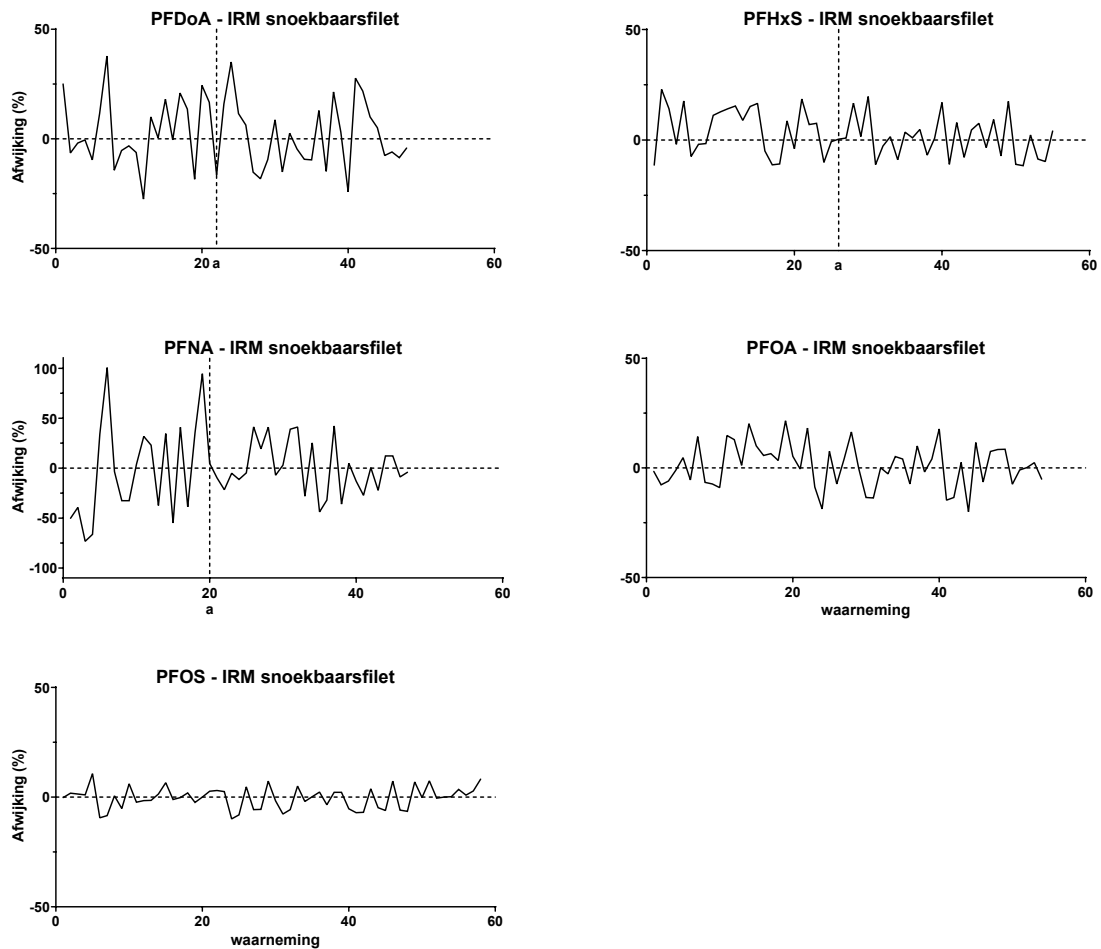 PFDoA - IRM snoekbaarsfilet
50
0
-50
Afwijking (%)
0
20
a
40
60
PFHxS - IRM snoekbaarsfilet
50
0
-50
0
20
a
40
60
PFNA - IRM snoekbaarsfilet
100
50
0
-50
-100
Afwijking (%)
0
20
40
60
a
PFOA - IRM snoekbaarsfilet
50
0
-50
0
20
40
60
waarneming
PFOS - IRM snoekbaarsfilet
50
0
-50
Afwijking (%)
0
20
40
60
waarneming